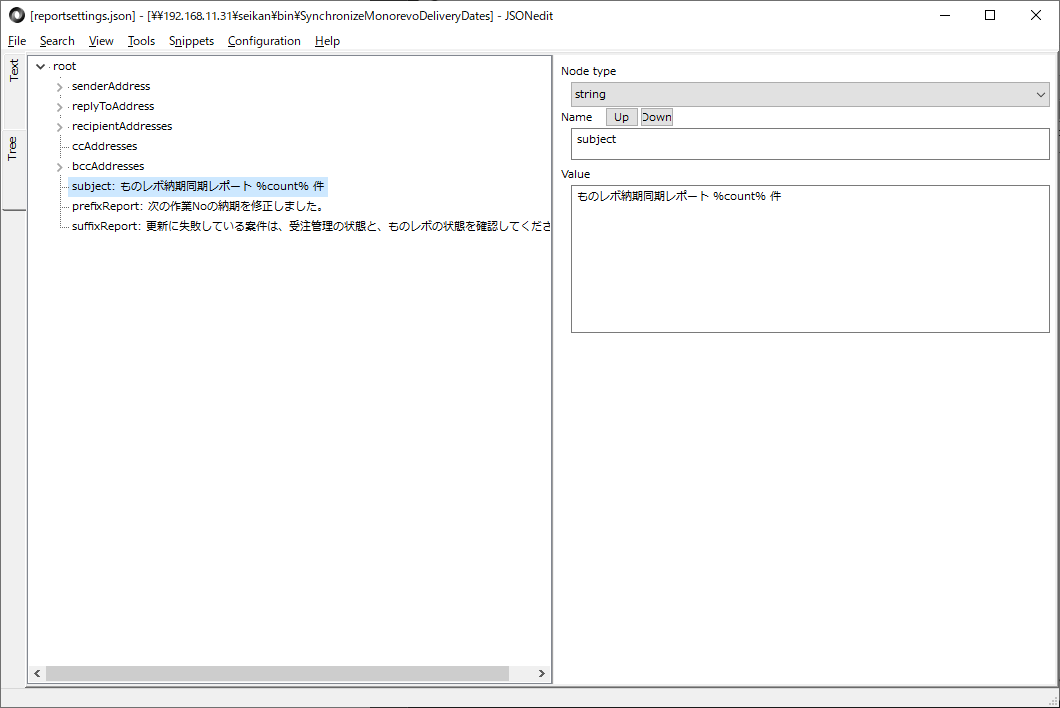 [reportsettings.json] - [¥¥192.168.11.31¥seikan¥bin¥SynchronizeMonorevoDeliveryDates] - JSONedit
File Search View Tools Snippets Configuration Help
Text
Tree
root
senderAddress
replyToAddress
recipientAddresses
ccAddresses
bccAddresses
subject: ものレボ納期同期レポート %count% 件
prefixReport: 次の作業Noの納期を修正しました。
suffixReport: 更新に失敗している案件は、受注管理の状態と、ものレボの状態を確認してくださ
Node type
string
Name Up Down
subject
Value
ものレボ納期同期レポート %count% 件